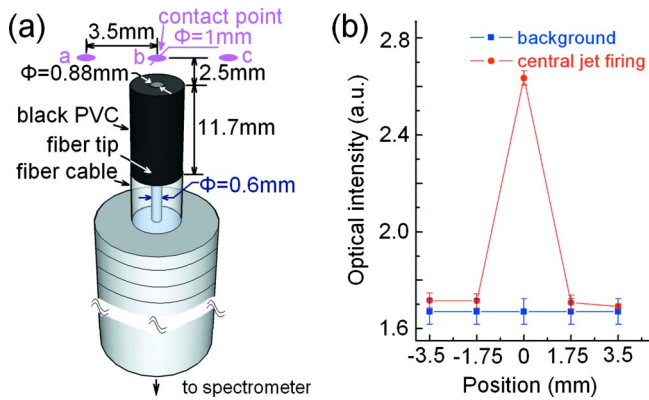 (a)
contact point
Φ=1mm
3.5mm
a
b
c
Φ=0.88mm
2.5mm
black PVC
11.7mm
fiber tip
fiber cable
Φ=0.6mm
to spectrometer
(b)
background
central jet firing
Optical intensity (a.u.)
2.8
2.4
2.0
1.6
-3.5 -1.75 0 1.75 3.5
Position (mm)